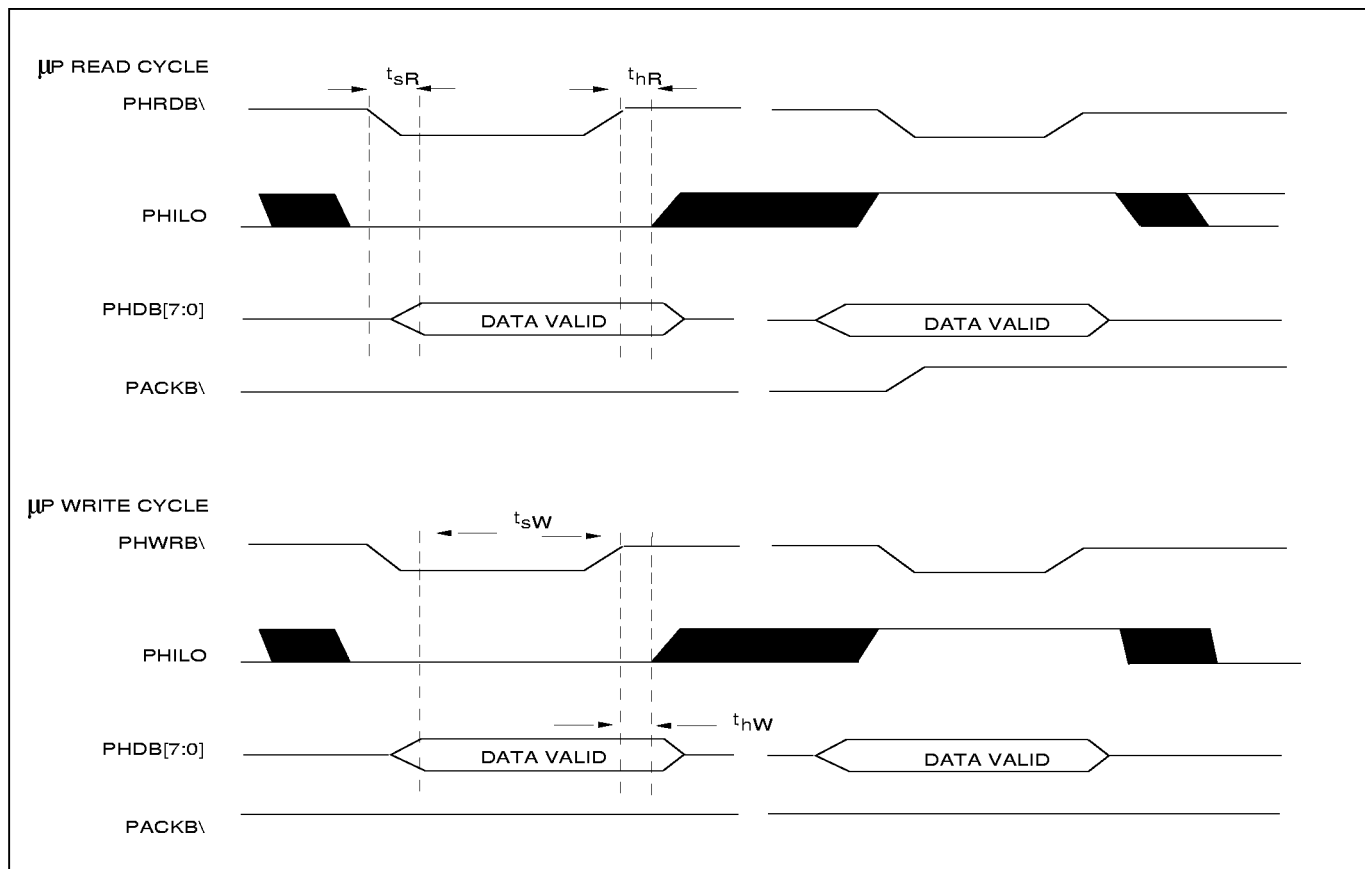 μP READ CYCLE
tsR
thR
PHRDB\
PHILO
PHDB[7:0]
DATA VALID
DATA VALID
PACKB\
μP WRITE CYCLE
tsW
PHWRB\
PHILO
thW
PHDB[7:0]
DATA VALID
DATA VALID
PACKB\